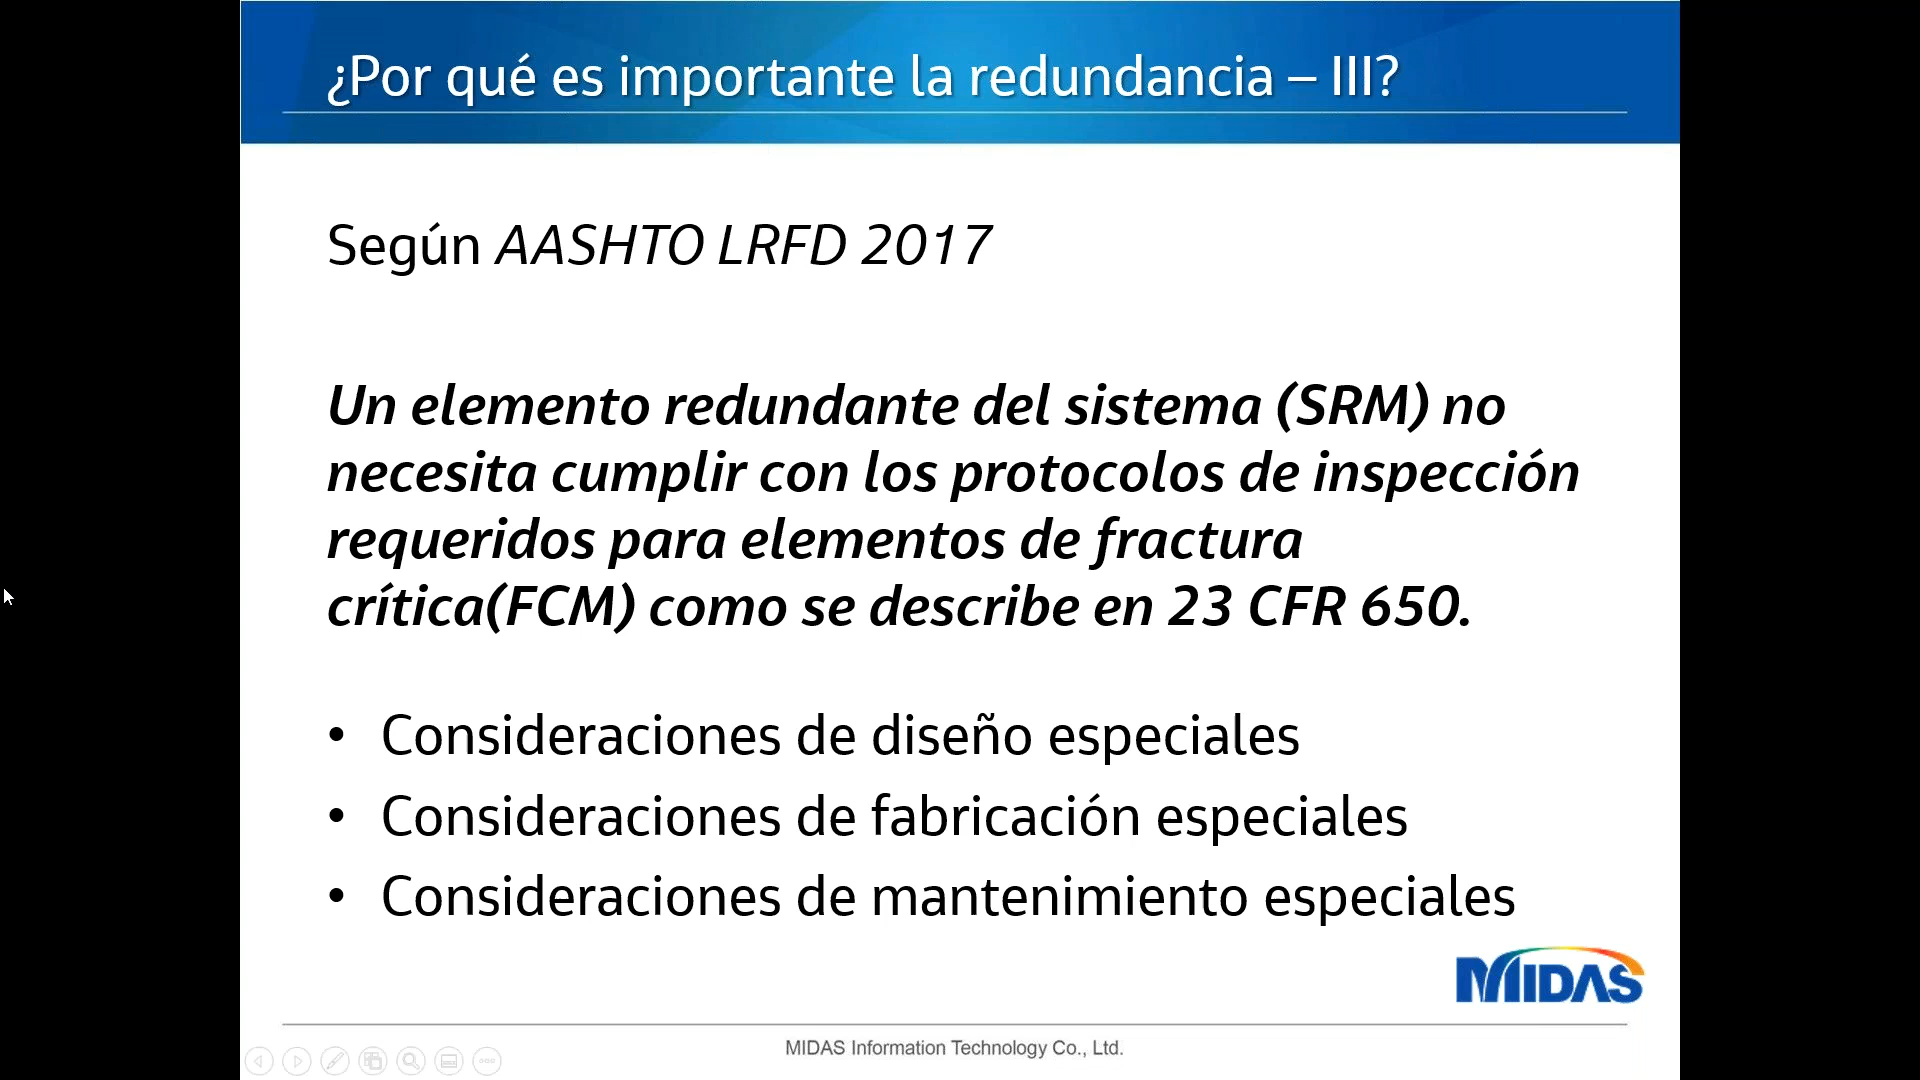 ¿Por qué es importante la redundancia – III?
Según AASHTO LRFD 2017
Un elemento redundante del sistema (SRM) no
necesita cumplir con los protocolos de inspección
requeridos para elementos de fractura
crítica(FCM) como se describe en 23 CFR 650.
• Consideraciones de diseño especiales
• Consideraciones de fabricación especiales
• Consideraciones de mantenimiento especiales
MIDAS
MIDAS Information Technology Co., Ltd.